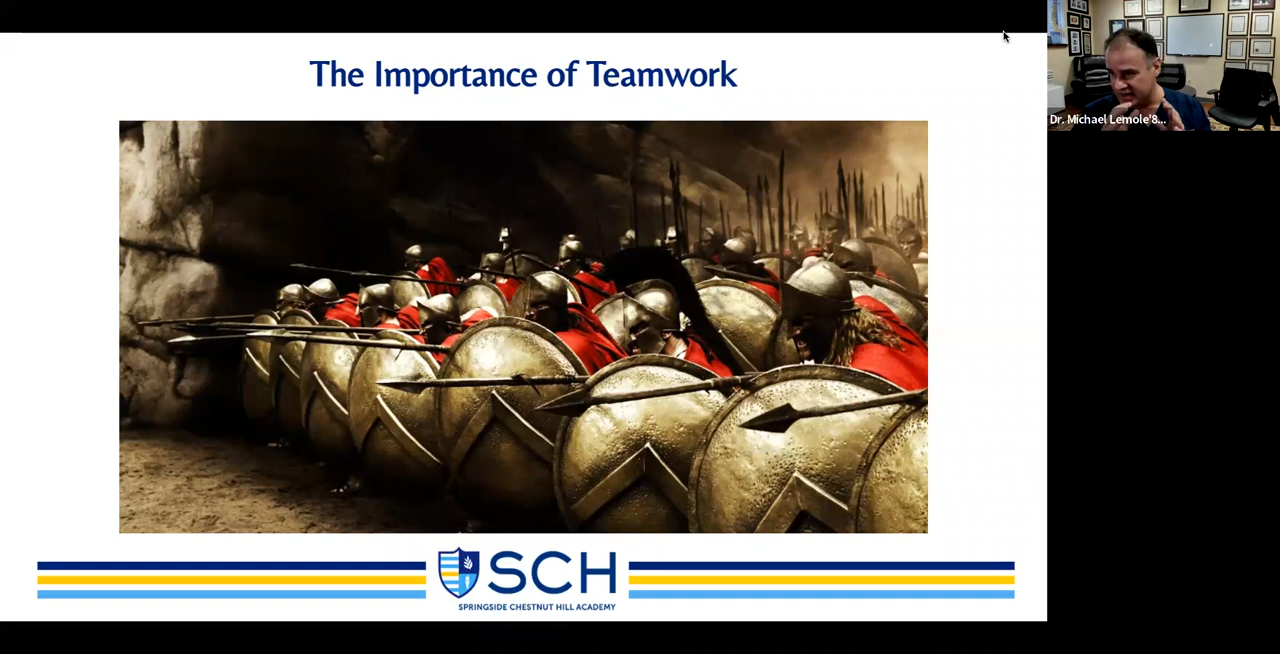 The Importance of Teamwork
Dr. Michael Lemole'8...
SCH
SPRINGSIDE CHESTNUT HILL ACADEMY